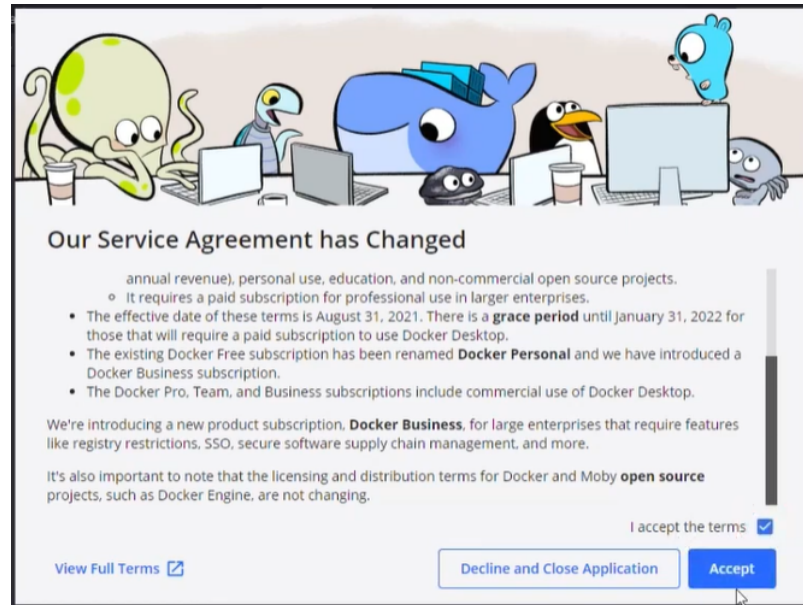 Our Service Agreement has Changed
annual revenue), personal use, education, and non-commercial open source projects.
It requires a paid subscription for professional use in larger enterprises.
The effective date of these terms is August 31, 2021. There is a grace period until January 31, 2022 for
those that will require a paid subscription to use Docker Desktop.
The existing Docker Free subscription has been renamed Docker Personal and we have introduced a
Docker Business subscription.
The Docker Pro, Team, and Business subscriptions include commercial use of Docker Desktop.
We're introducing a new product subscription, Docker Business, for large enterprises that require features
like registry restrictions, SSO, secure software supply chain management, and more.
It's also important to note that the licensing and distribution terms for Docker and Moby open source
projects, such as Docker Engine, are not changing.
I accept the terms
View Full Terms
Decline and Close Application
Accept